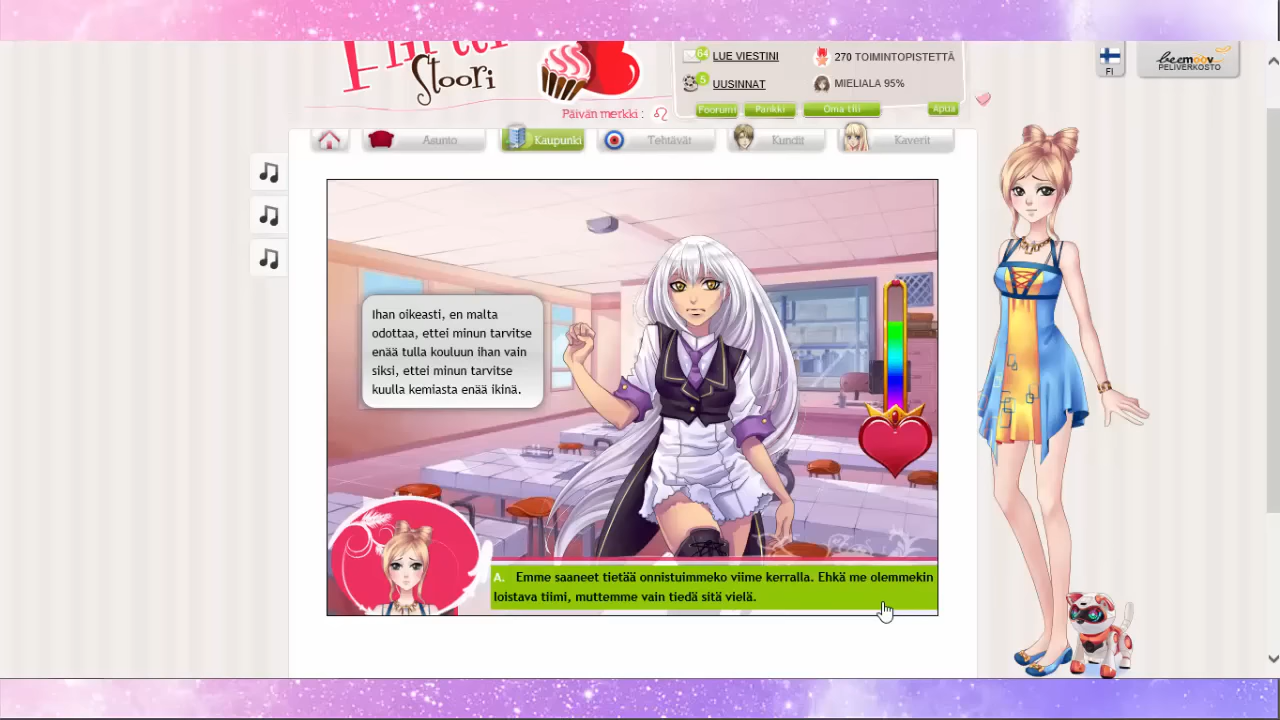 Stoori
64 LUE VIESTINI
270 TOIMINTOPISTETTÄ
5 UUSINNAT
MIELIALA 95%
Foorumi
Pankki
Oma tili
Apua
Päivän merkki :
FI
beemoov
PELIVERKOSTO
Asunto
Kaupunki
Tehtävät
Kundit
Kaverit
Ihan oikeasti, en malta
odottaa, ettei minun tarvitse
enää tulla kouluun ihan vain
siksi, ettei minun tarvitse
kuulla kemiasta enää ikinä.
A. Emme saaneet tietää onnistuimmeko viime kerralla. Ehkä me olemmekin
loistava tiimi, muttemme vain tiedä sitä vielä.